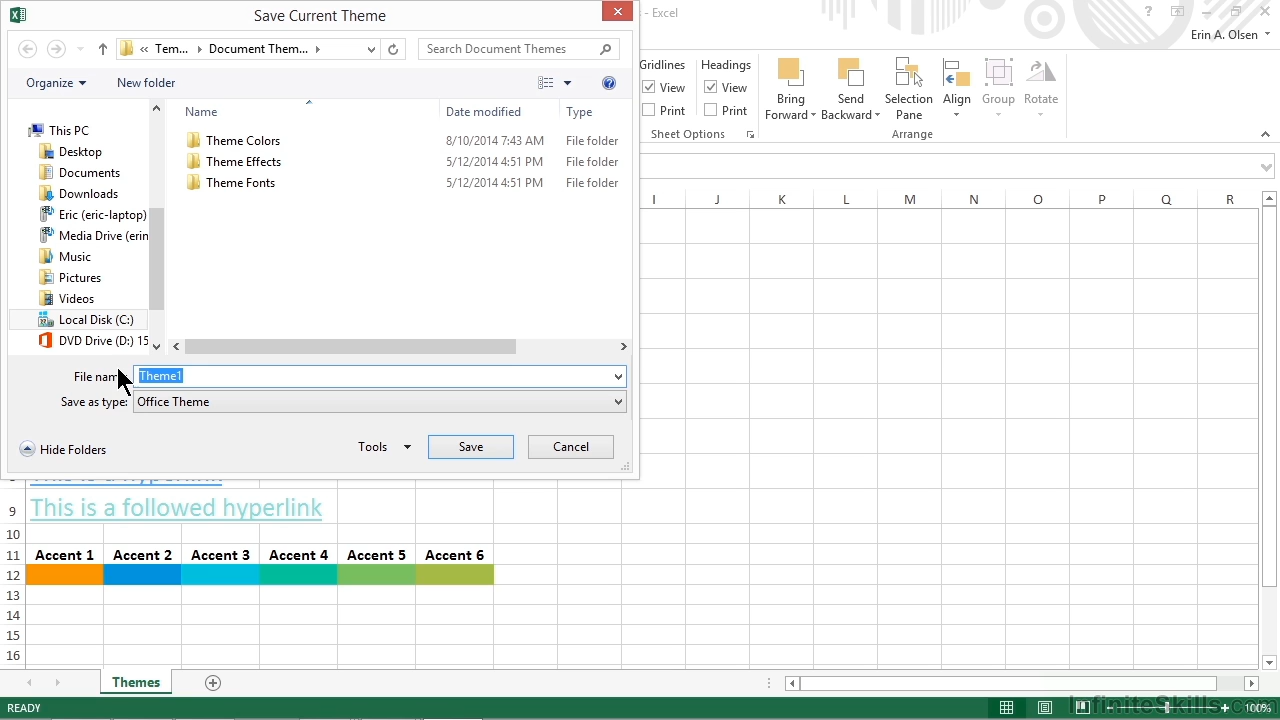 Save Current Theme
- Excel
Erin A. Olsen
Tem...
Document Them...
Search Document Themes
Organize
New folder
Name
Date modified
Type
This PC
Desktop
Documents
Downloads
Eric (eric-laptop)
Media Drive (erin
Music
Pictures
Videos
Local Disk (C:)
DVD Drive (D:) 15
Theme Colors 8/10/2014 7:43 AM File folder
Theme Effects 5/12/2014 4:51 PM File folder
Theme Fonts 5/12/2014 4:51 PM File folder
File nam
Theme1
Save as type:
Office Theme
Hide Folders
Tools
Save
Cancel
Gridlines
Headings
View
View
Print
Print
Sheet Options
Bring Forward
Send Backward
Selection Pane
Align
Group
Rotate
Arrange
I J K L M N O P Q R
This is a hyperlink
9 This is a followed hyperlink
10
11 Accent 1 Accent 2 Accent 3 Accent 4 Accent 5 Accent 6
12
13
14
15
16
Themes
READY
100%
InfiniteSkills.com